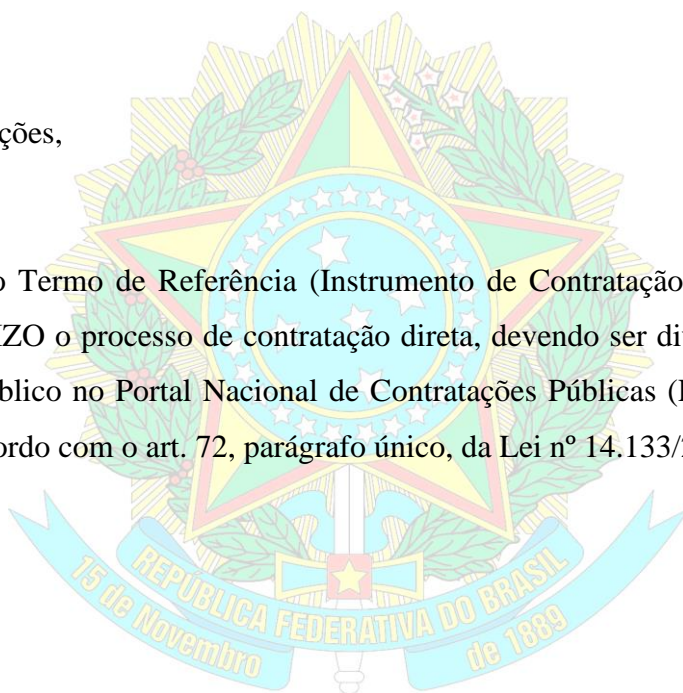 ções,
o Termo de Referência (Instrumento de Contratação
IZO o processo de contratação direta, devendo ser di
blico no Portal Nacional de Contratações Públicas (
ordo com o art. 72, parágrafo único, da Lei nº 14.133/
REPÚBLICA FEDERATIVA DO BRASIL
15 de Novembro
de 1889